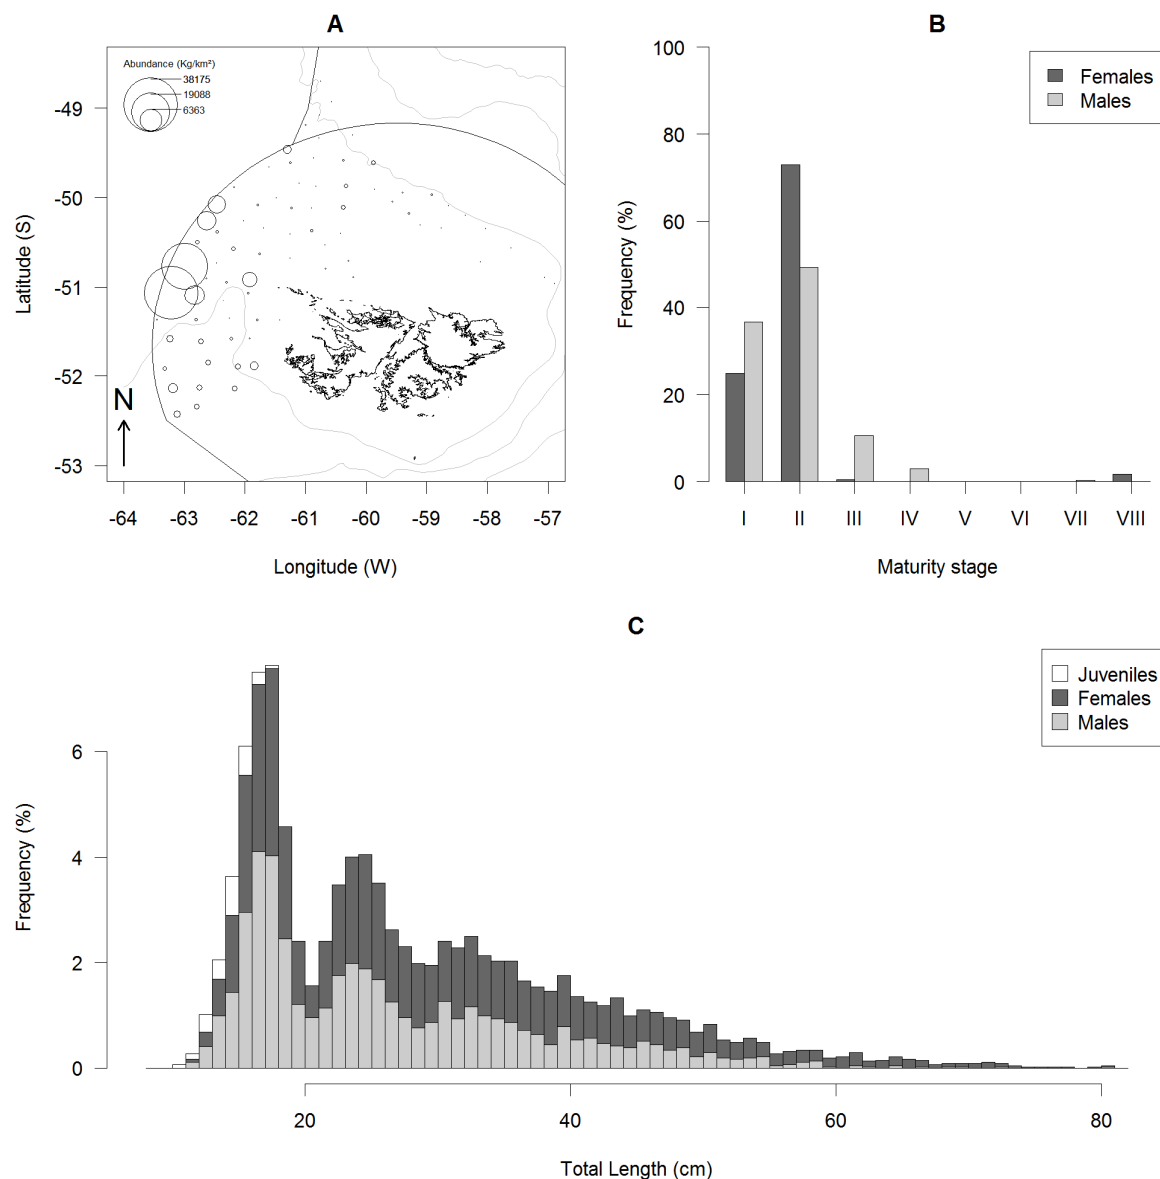 A
Abundance (Kg/km²)
38175
19088
6363
-49
-50
-51
-52
-53
Latitude (S)
N
-64 -63 -62 -61 -60 -59 -58 -57
Longitude (W)
B
100
80
60
40
20
0
Frequency (%)
Females
Males
I II III IV V VI VII VIII
Maturity stage
C
Juveniles
Females
Males
6
4
2
0
Frequency (%)
20 40 60 80
Total Length (cm)